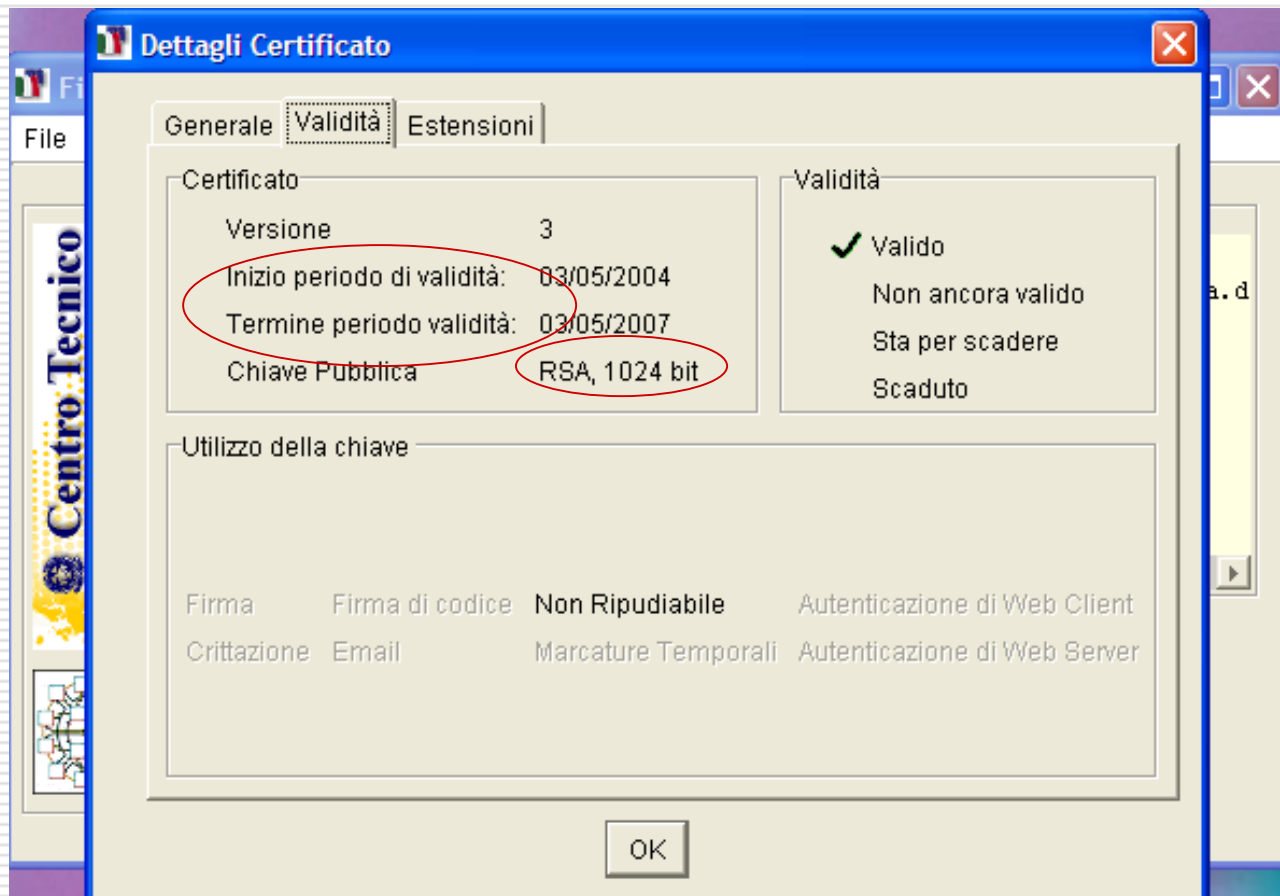 Dettagli Certificato
Fi
File
Generale Validità Estensioni
Certificato
Versione 3
Inizio periodo di validità: 03/05/2004
Termine periodo validità: 03/05/2007
Chiave Pubblica RSA, 1024 bit
Validità
Valido
Non ancora valido
Sta per scadere
Scaduto
Utilizzo della chiave
Firma Firma di codice Non Ripudiabile Autenticazione di Web Client
Crittazione Email Marcature Temporali Autenticazione di Web Server
OK
Centro Tecnico
a.d